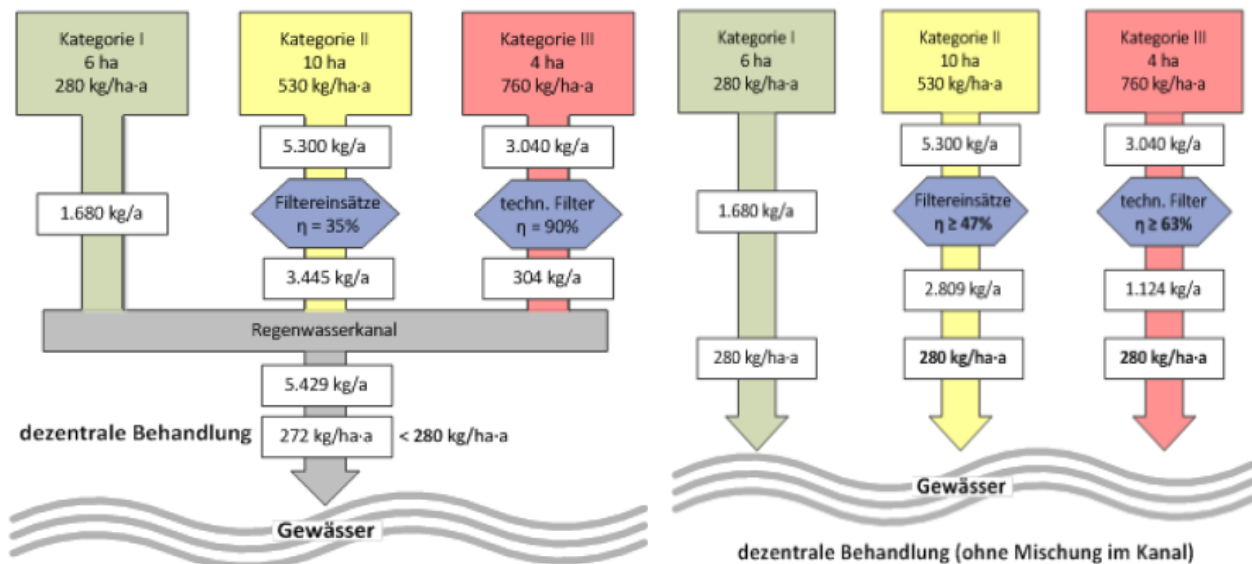 Kategorie I
6 ha
280 kg/ha·a
Kategorie II
10 ha
530 kg/ha·a
Kategorie III
4 ha
760 kg/ha·a
5.300 kg/a
3.040 kg/a
1.680 kg/a
Filtereinsätze
η = 35%
techn. Filter
η = 90%
3.445 kg/a
304 kg/a
Regenwasserkanal
5.429 kg/a
dezentrale Behandlung
272 kg/ha·a
< 280 kg/ha·a
Gewässer
Kategorie I
6 ha
280 kg/ha·a
Kategorie II
10 ha
530 kg/ha·a
Kategorie III
4 ha
760 kg/ha·a
5.300 kg/a
3.040 kg/a
1.680 kg/a
Filtereinsätze
η ≥ 47%
techn. Filter
η ≥ 63%
2.809 kg/a
1.124 kg/a
280 kg/ha·a
280 kg/ha·a
280 kg/ha·a
Gewässer
dezentrale Behandlung (ohne Mischung im Kanal)